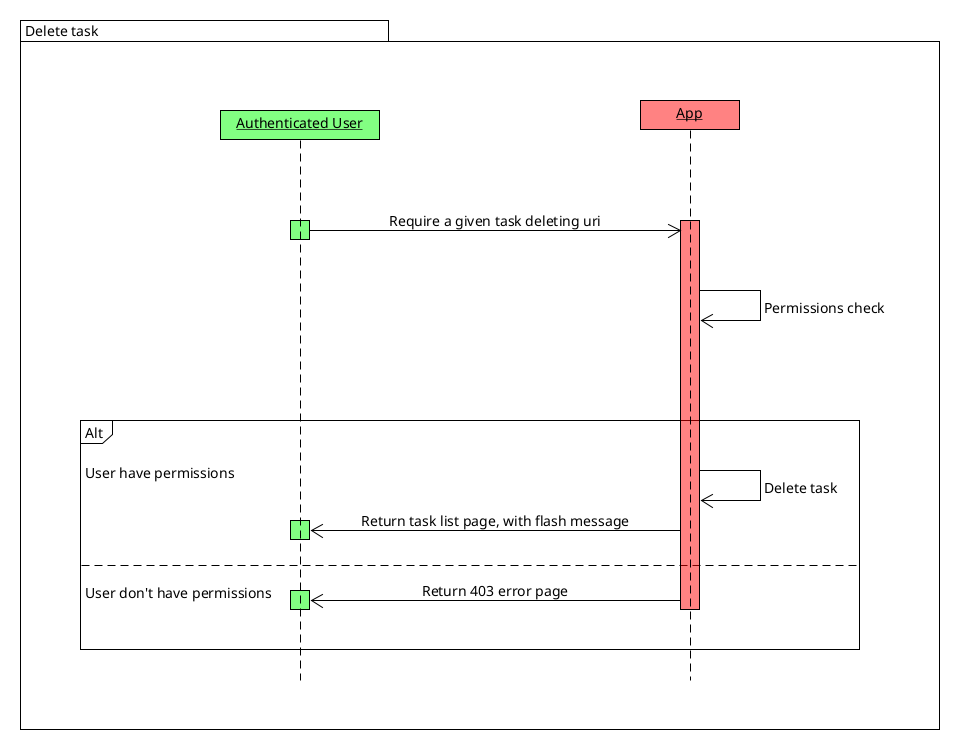 Delete task
Authenticated User
App
Require a given task deleting uri
Permissions check
Alt
User have permissions
Delete task
Return task list page, with flash message
User don't have permissions
Return 403 error page